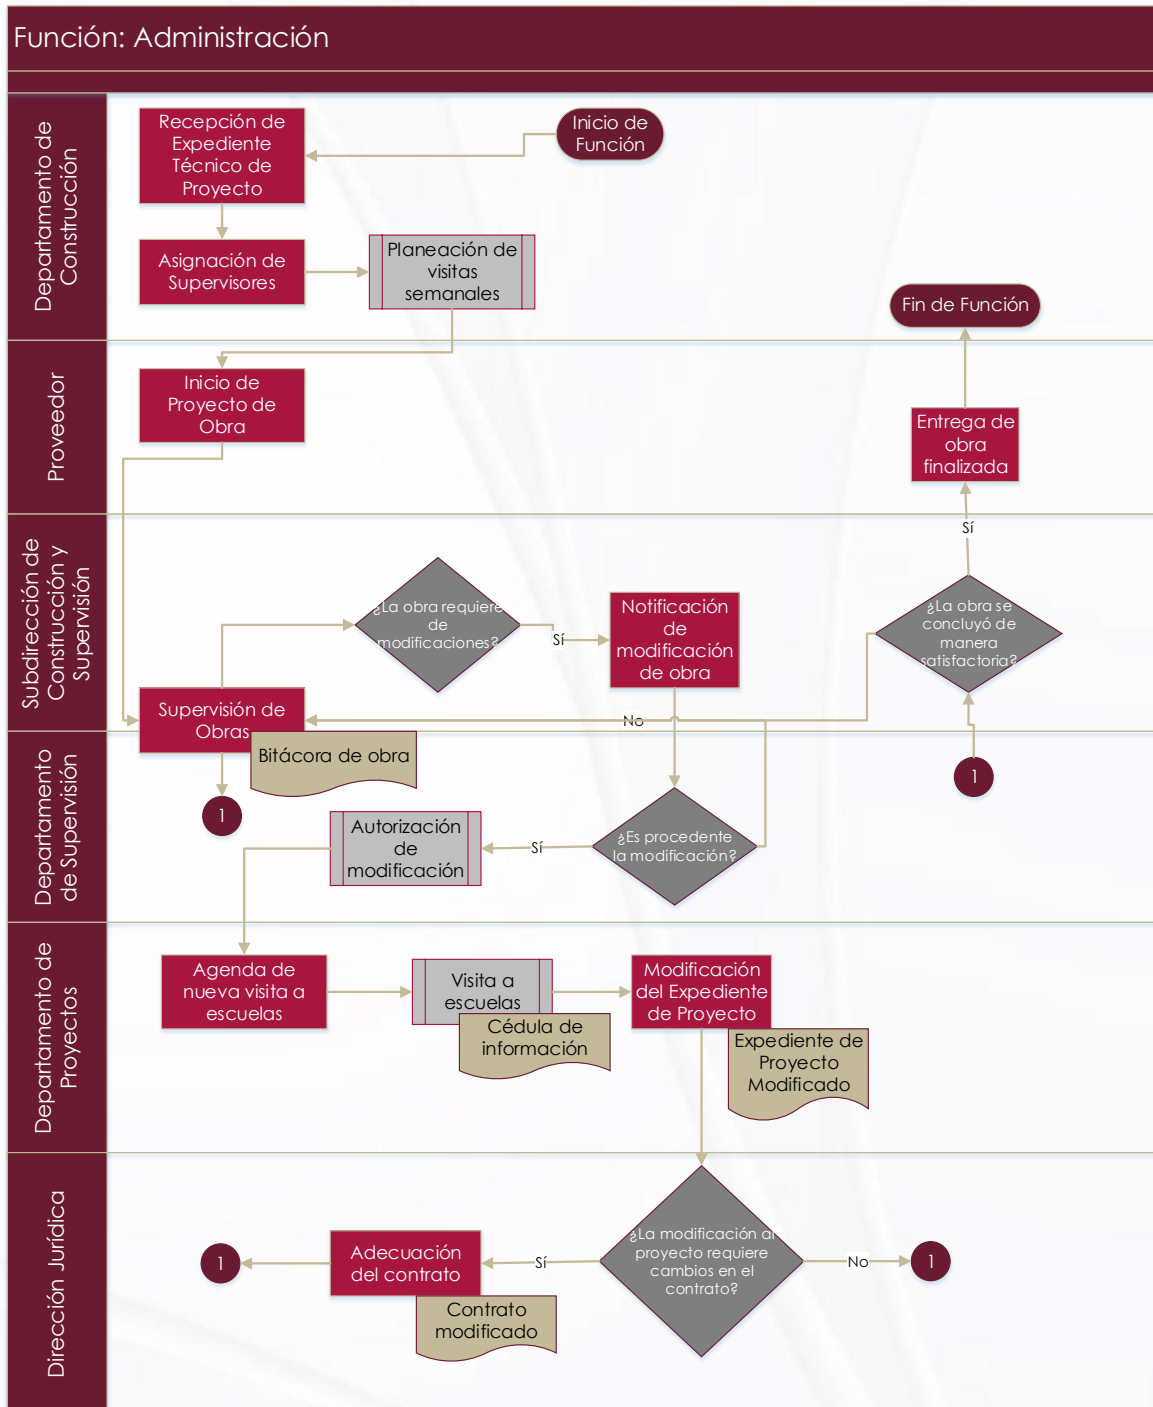 Función: Administración
Departamento de
Construcción
Recepción de
Expediente
Técnico de
Proyecto
Inicio de
Función
Asignación de
Supervisores
Planeación de
visitas
semanales
Fin de Función
Proveedor
Inicio de
Proyecto de
Obra
Entrega de
obra
finalizada
Sí
Subdirección de
Construcción y
Supervisión
¿La obra requiere
de
modificaciones?
Sí
Notificación
de
modificación
de obra
¿La obra se
concluyó de
manera
satisfactoria?
Supervisión de
Obras
No
Bitácora de obra
Departamento
de Supervisión
1
1
Autorización
de
modificación
Sí
¿Es procedente
la modificación?
Departamento de
Proyectos
Agenda de
nueva visita a
escuelas
Visita a
escuelas
Cédula de
información
Modificación
del Expediente
de Proyecto
Expediente de
Proyecto
Modificado
Dirección Jurídica
1
Adecuación
del contrato
Sí
¿La modificación al
proyecto requiere
cambios en el
contrato?
No
1
Contrato
modificado